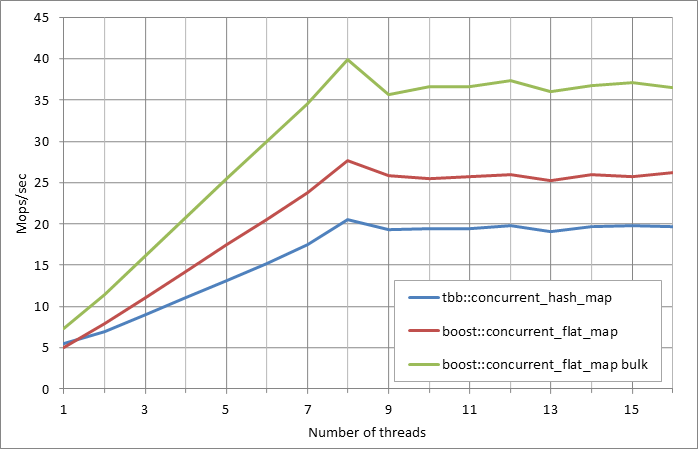 45
40
35
30
25
20
15
10
5
0
Mops/sec
tbb::concurrent_hash_map
boost::concurrent_flat_map
boost::concurrent_flat_map bulk
1 3 5 7 9 11 13 15
Number of threads